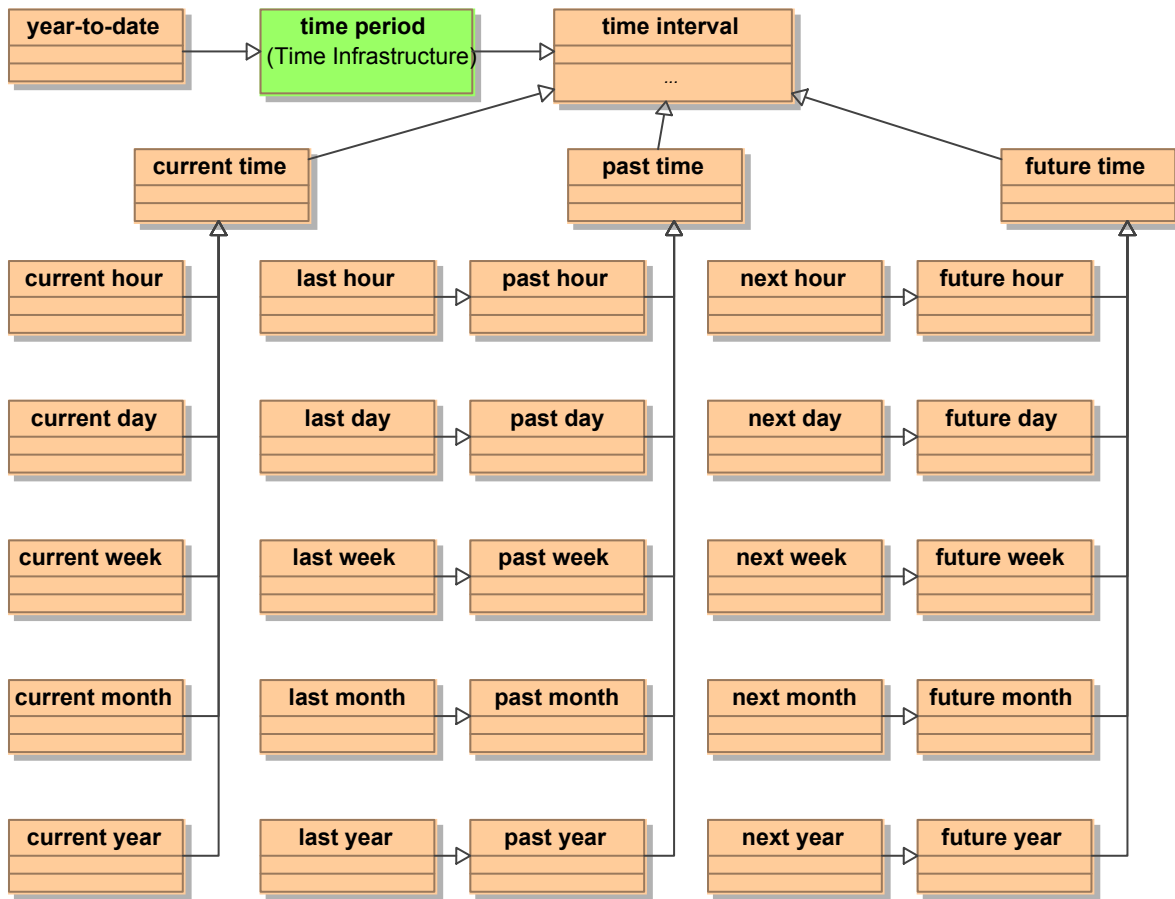 year-to-date
time period
(Time Infrastructure)
time interval
...
current time
past time
future time
current hour
last hour
past hour
next hour
future hour
current day
last day
past day
next day
future day
current week
last week
past week
next week
future week
current month
last month
past month
next month
future month
current year
last year
past year
next year
future year